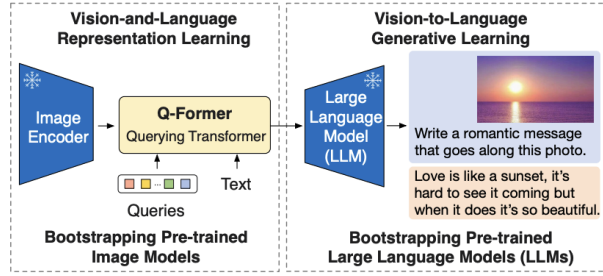 Vision-and-Language
Representation Learning
Vision-to-Language
Generative Learning
Image
Encoder
Q-Former
Querying Transformer
Queries
...
Text
Bootstrapping Pre-trained
Image Models
Large
Language
Model
(LLM)
Write a romantic message
that goes along this photo.
Love is like a sunset, it's
hard to see it coming but
when it does it's so beautiful.
Bootstrapping Pre-trained
Large Language Models (LLMs)